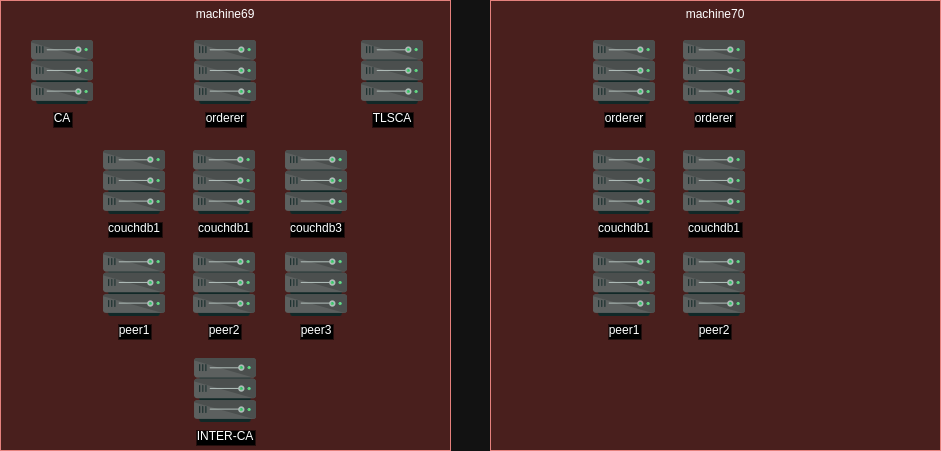 machine69
CA
orderer
TLSCA
couchdb1
couchdb1
couchdb3
peer1
peer2
peer3
INTER-CA
machine70
orderer
orderer
couchdb1
couchdb1
peer1
peer2